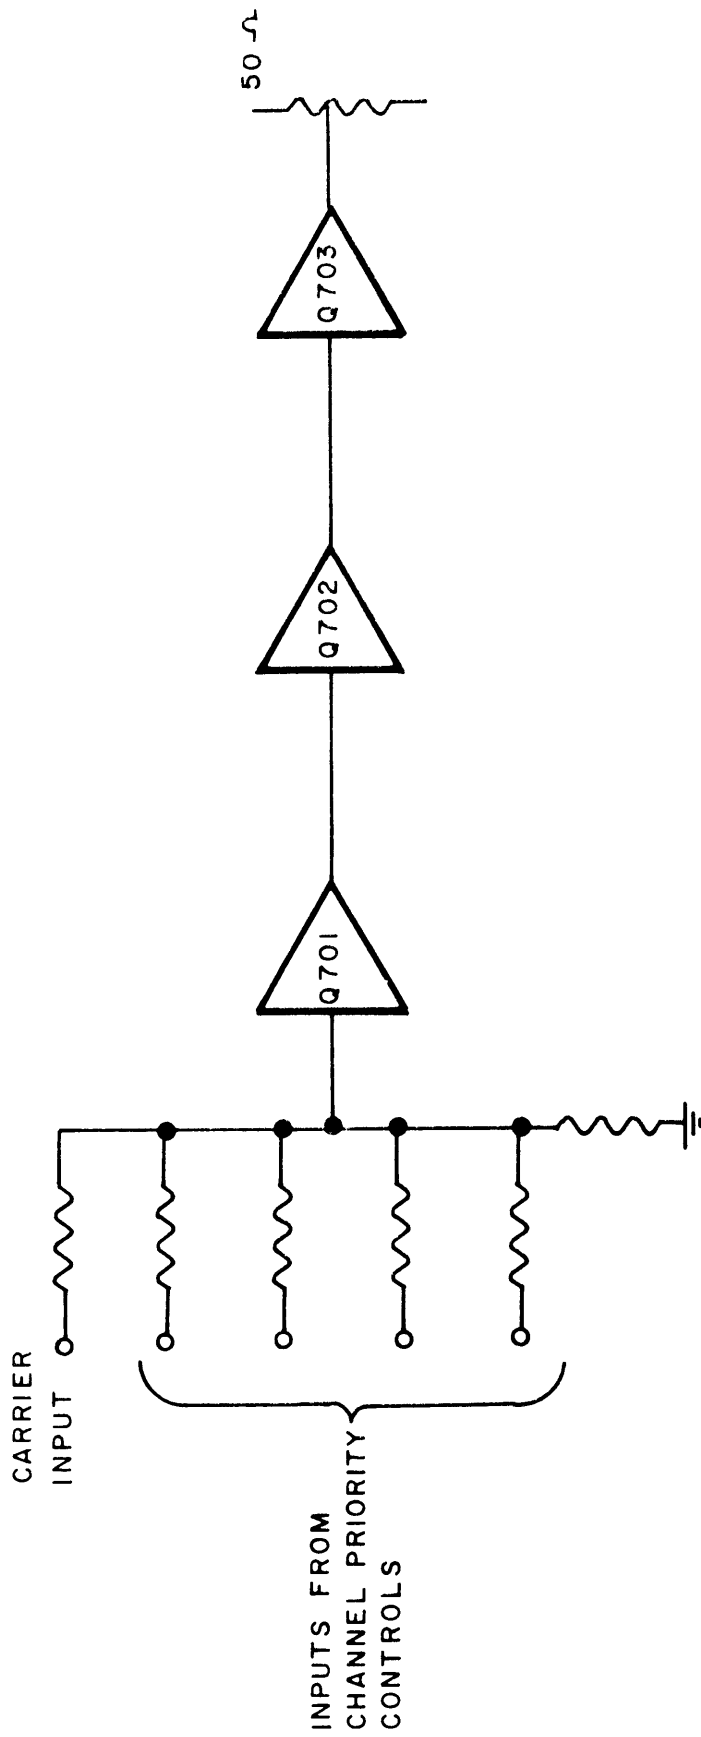 CARRIER
INPUT
INPUTS FROM
CHANNEL PRIORITY
CONTROLS
Q701
Q702
Q703
50 Ω